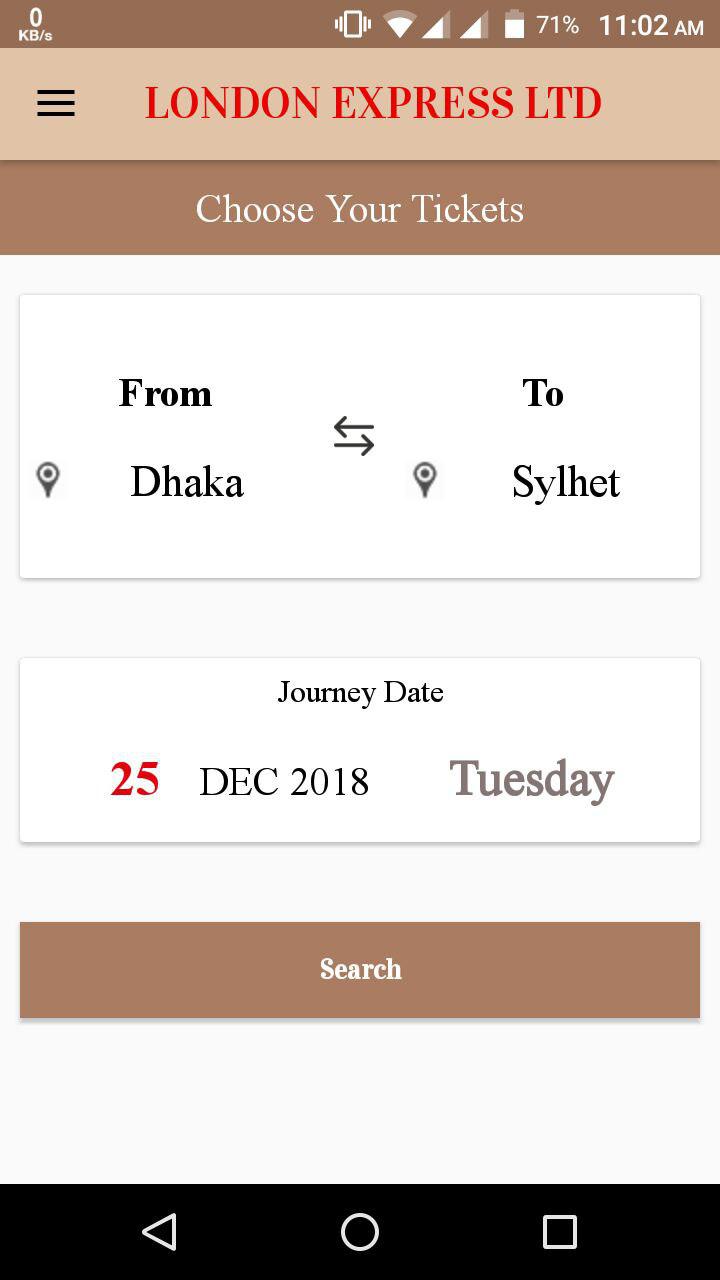 0
KB/s
71%
11:02 AM
LONDON EXPRESS LTD
Choose Your Tickets
From To
Dhaka Sylhet
Journey Date
25 DEC 2018 Tuesday
Search